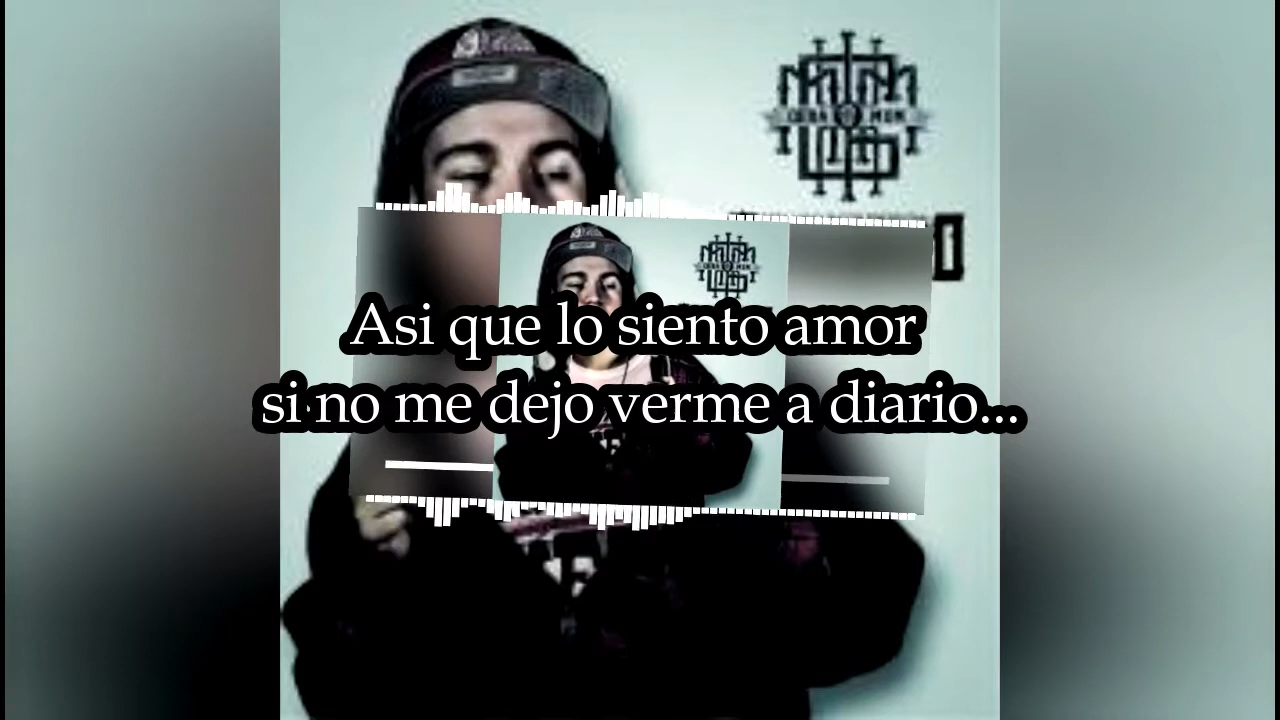 Asi que lo siento amor
si no me dejo verme a diario...